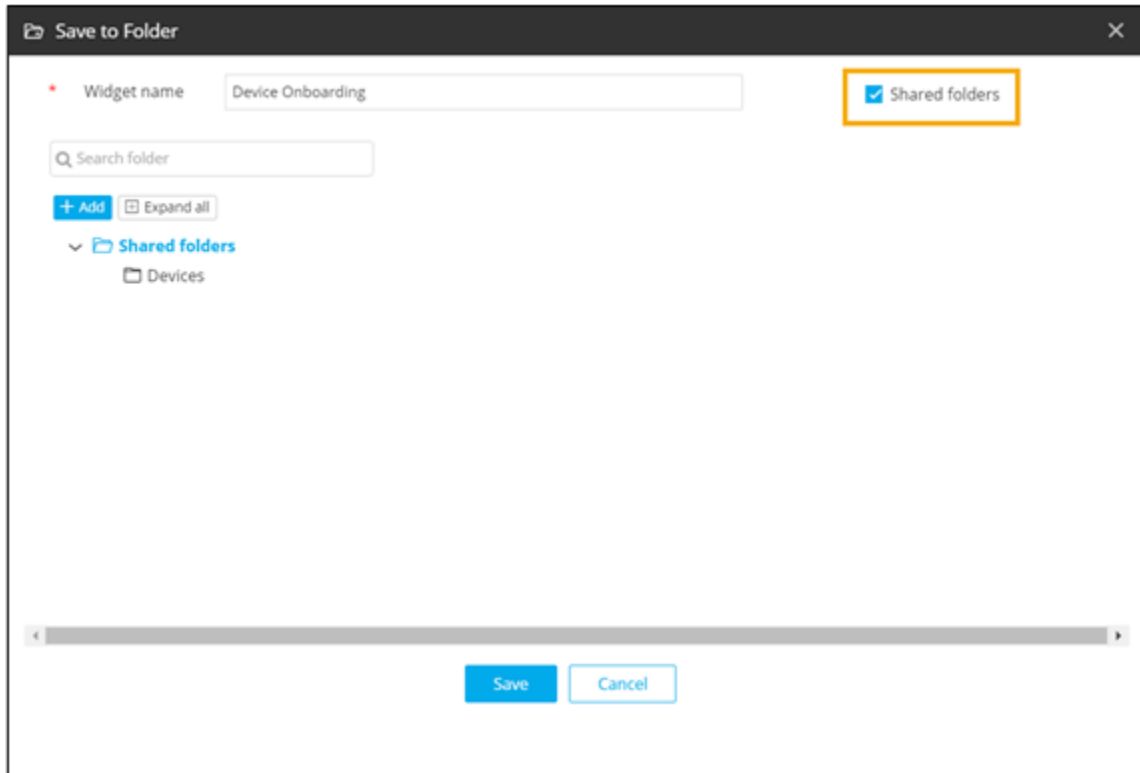 Save to Folder
* Widget name Device Onboarding Shared folders
Search folder
+ Add Expand all
Shared folders
Devices
Save Cancel